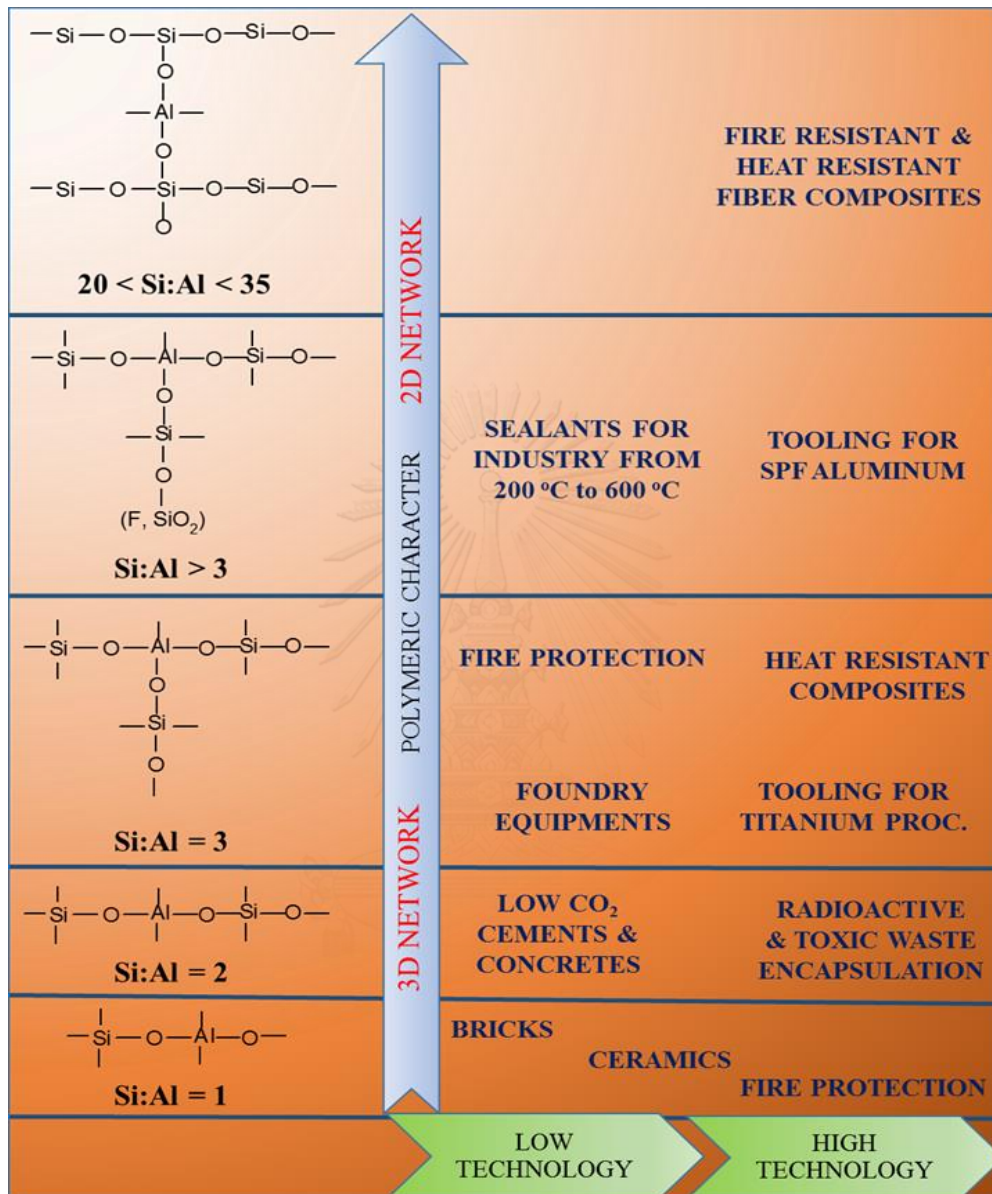 —Si—O—Si—O—Si—O—
O
—Al—
O
—Si—O—Si—O—Si—O—
O
20 < Si:Al < 35
FIRE RESISTANT &
HEAT RESISTANT
FIBER COMPOSITES
2D NETWORK
—Si—O—Al—O—Si—O—
O
—Si—
O
(F, SiO₂)
Si:Al > 3
SEALANTS FOR
INDUSTRY FROM
200 °C to 600 °C
TOOLING FOR
SPF ALUMINUM
POLYMERIC CHARACTER
—Si—O—Al—O—Si—O—
O
—Si—
O
Si:Al = 3
FIRE PROTECTION
HEAT RESISTANT
COMPOSITES
FOUNDRY
EQUIPMENTS
TOOLING FOR
TITANIUM PROC.
3D NETWORK
—Si—O—Al—O—Si—O—
Si:Al = 2
LOW CO₂
CEMENTS &
CONCRETES
RADIOACTIVE
& TOXIC WASTE
ENCAPSULATION
—Si—O—Al—O—
Si:Al = 1
BRICKS
CERAMICS
FIRE PROTECTION
LOW
TECHNOLOGY
HIGH
TECHNOLOGY